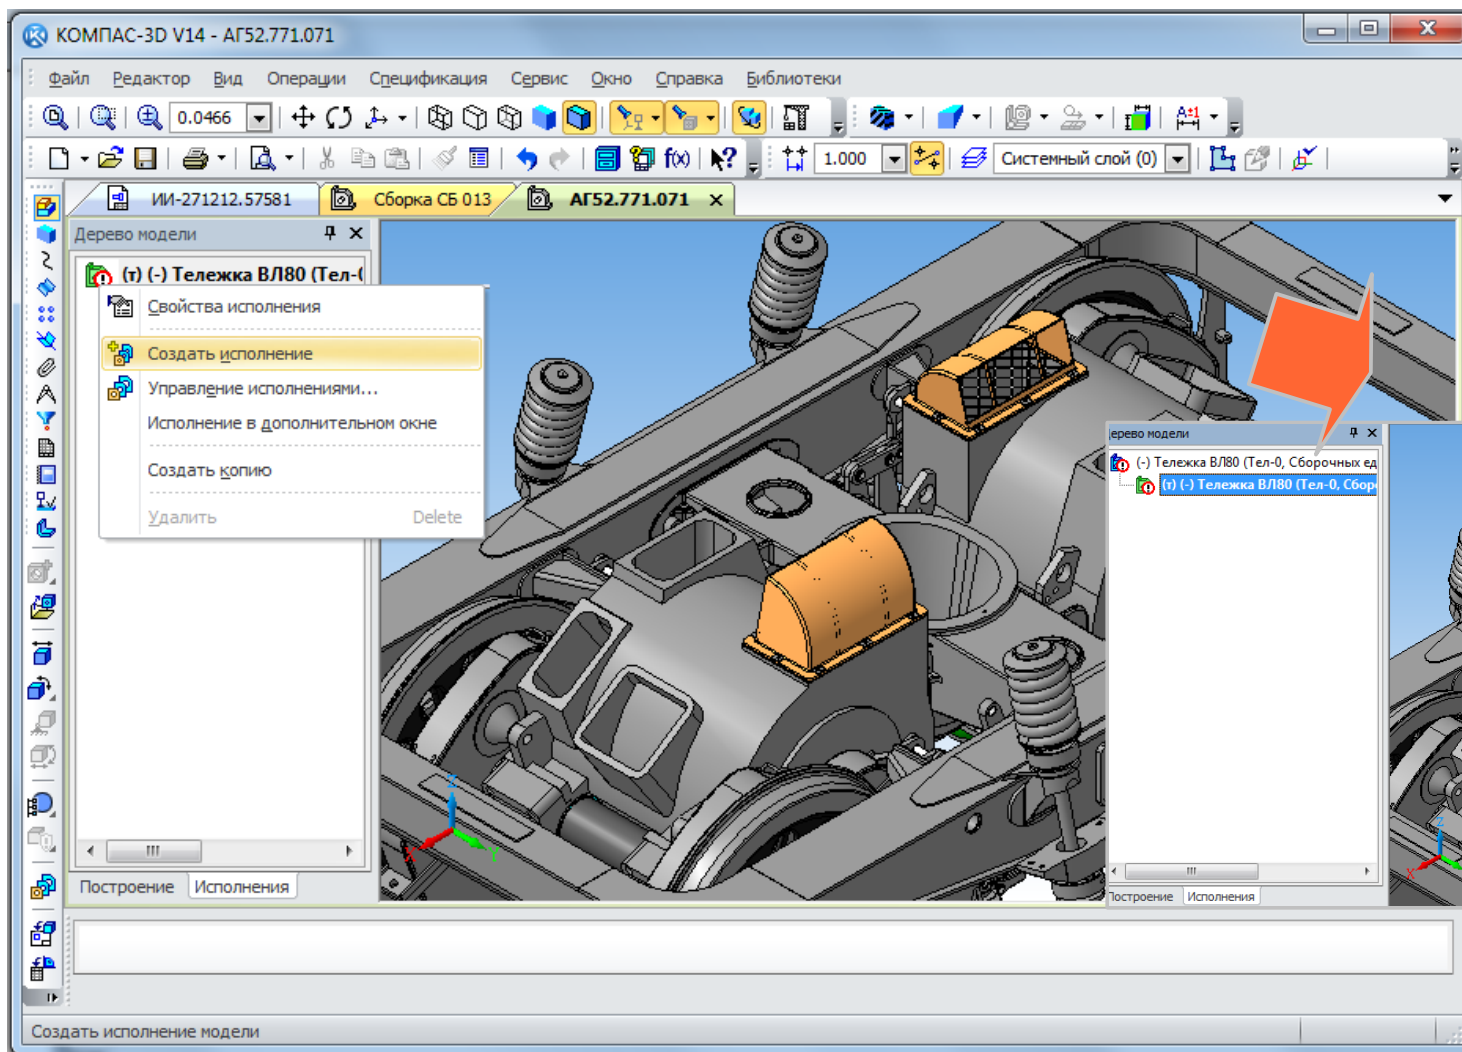 КОМПАС-3D V14 - АГ52.771.071
Файл Редактор Вид Операции Спецификация Сервис Окно Справка Библиотеки
0.0466
1.000 Системный слой (0)
ИИ-271212.57581 Сборка СБ 013 АГ52.771.071
Дерево модели
(т) (-) Тележка ВЛ80 (Тел-(
Свойства исполнения
Создать исполнение
Управление исполнениями...
Исполнение в дополнительном окне
Создать копию
Удалить Delete
ерево модели
(-) Тележка ВЛ80 (Тел-0, Сборочных ед
(т) (-) Тележка ВЛ80 (Тел-0, Сбор
Z
X
Y
Z
X
Построение Исполнения
Построение Исполнения
Создать исполнение модели